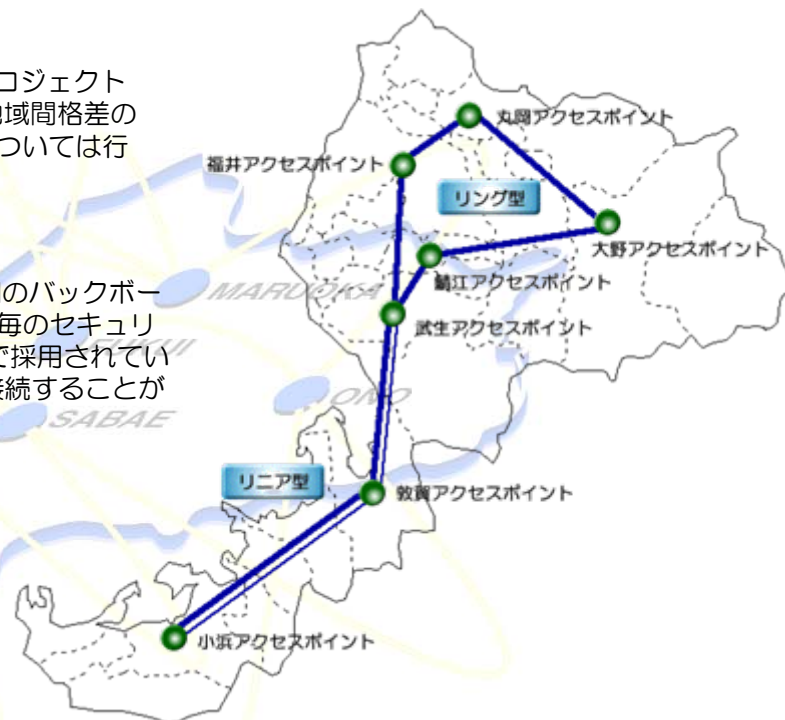 コジェクト
地域間格差の
ついては行
丸岡アクセスポイント
福井アクセスポイント
リング型
大野アクセスポイント
鯖江アクセスポイント
のバックボー
MARUOKA
武生アクセスポイント
毎のセキュリ
FUKUI
で採用されてい
接続することが
ONO
SABAE
リニア型
敦賀アクセスポイント
小浜アクセスポイント